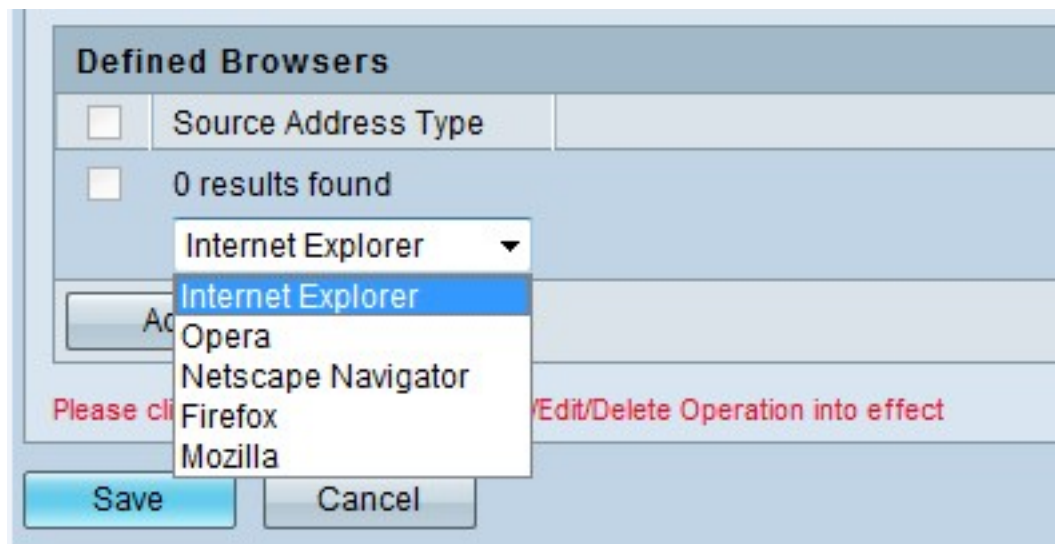 Defined Browsers
Source Address Type
0 results found
Internet Explorer
Internet Explorer
Opera
Netscape Navigator
Firefox
Mozilla
Please /Edit/Delete Operation into effect
Save Cancel